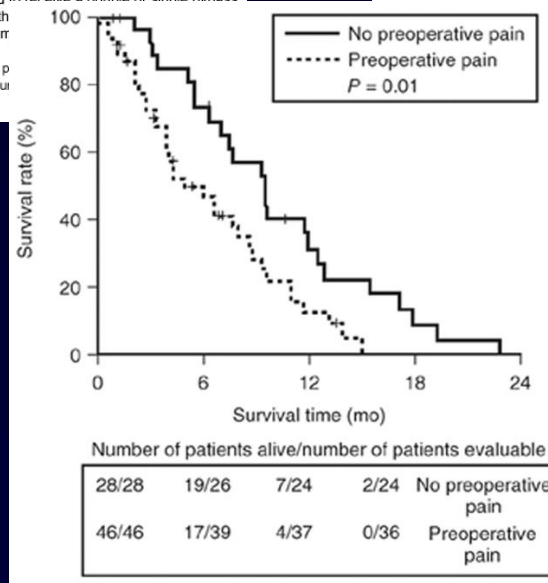 100
80
60
40
20
0
Survival rate (%)
No preoperative pain
Preoperative pain
P = 0.01
0 6 12 18 24
Survival time (mo)
Number of patients alive/number of patients evaluable
28/28 19/26 7/24 2/24 No preoperative
pain
46/46 17/39 4/37 0/36 Preoperative
pain